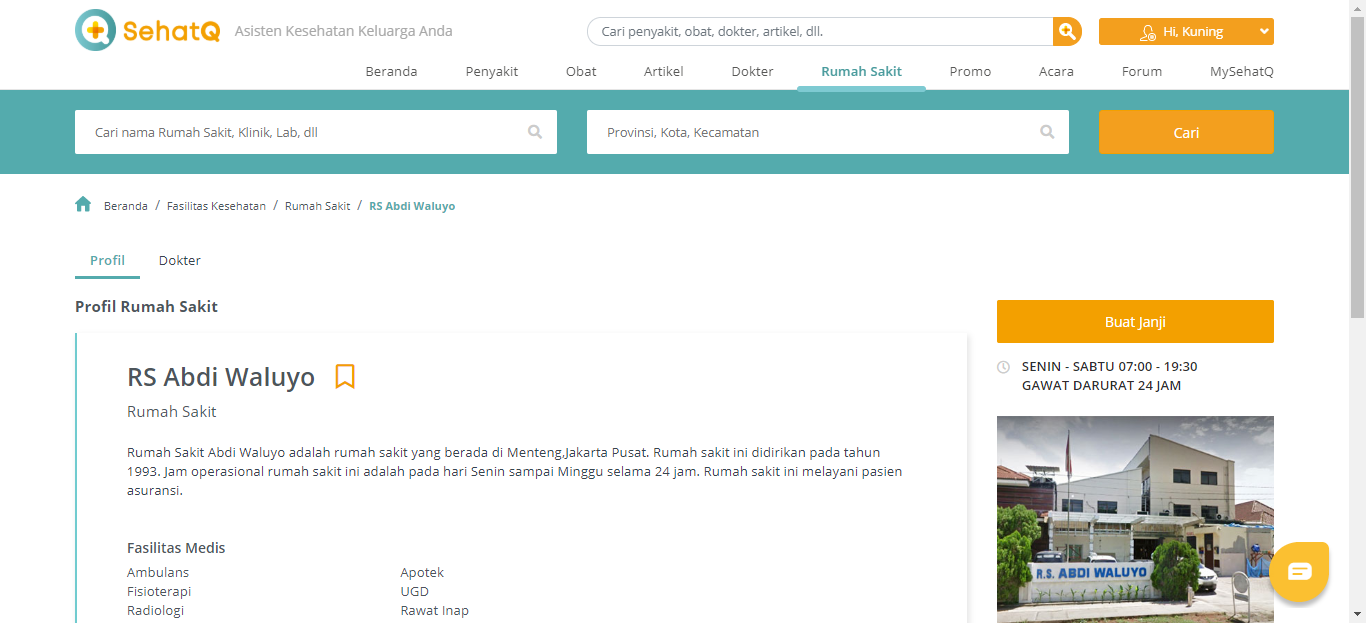 SehatQ
Asisten Kesehatan Keluarga Anda
Cari penyakit, obat, dokter, artikel, dll.
Hi, Kuning
Beranda Penyakit Obat Artikel Dokter Rumah Sakit Promo Acara Forum MySehatQ
Cari nama Rumah Sakit, Klinik, Lab, dll
Provinsi, Kota, Kecamatan
Cari
Beranda / Fasilitas Kesehatan / Rumah Sakit / RS Abdi Waluyo
Profil Dokter
Profil Rumah Sakit
RS Abdi Waluyo
Rumah Sakit
Rumah Sakit Abdi Waluyo adalah rumah sakit yang berada di Menteng,Jakarta Pusat. Rumah sakit ini didirikan pada tahun
1993. Jam operasional rumah sakit ini adalah pada hari Senin sampai Minggu selama 24 jam. Rumah sakit ini melayani pasien
asuransi.
Fasilitas Medis
Ambulans Apotek
Fisioterapi UGD
Radiologi Rawat Inap
Buat Janji
SENIN - SABTU 07:00 - 19:30
GAWAT DARURAT 24 JAM
R.S. ABDI WALUYO